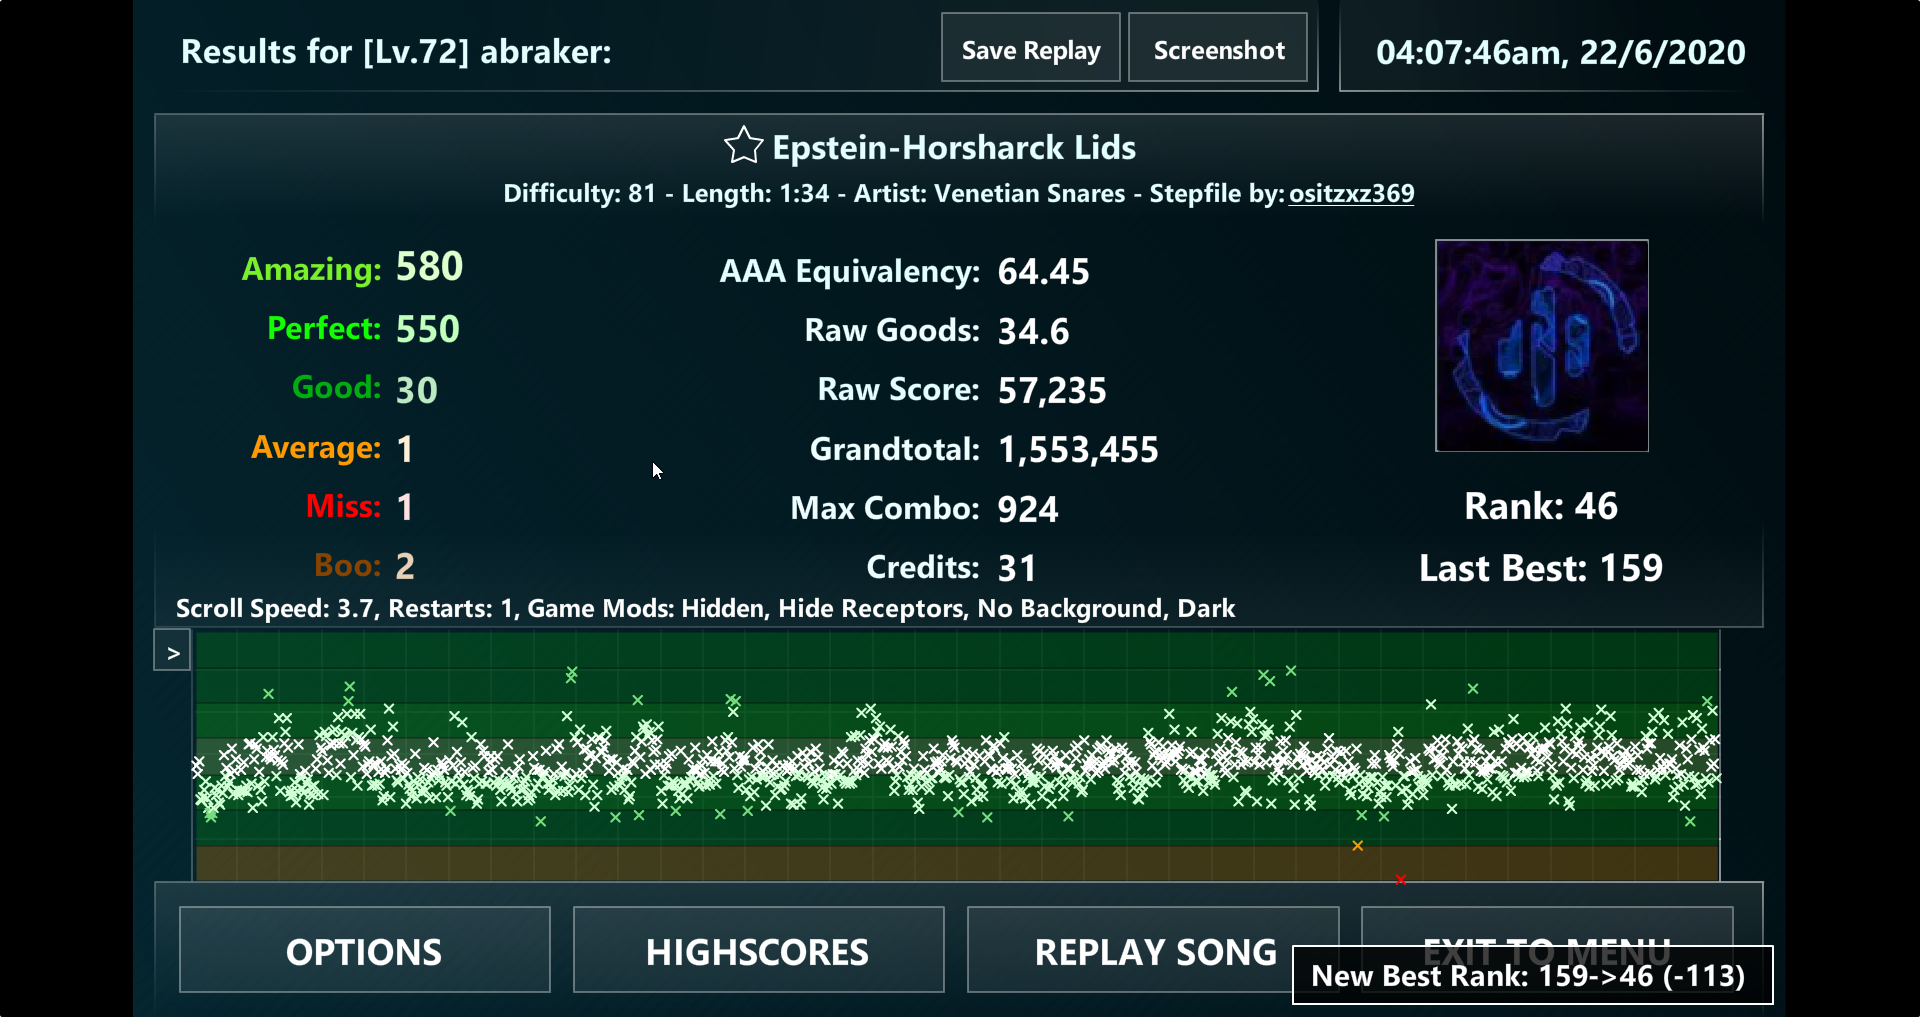 Results for [Lv.72] abraker:
Save Replay
Screenshot
04:07:46am, 22/6/2020
Epstein-Horsharck Lids
Difficulty: 81 - Length: 1:34 - Artist: Venetian Snares - Stepfile by: ositzxz369
Amazing: 580
Perfect: 550
Good: 30
Average: 1
Miss: 1
Boo: 2
AAA Equivalency: 64.45
Raw Goods: 34.6
Raw Score: 57,235
Grandtotal: 1,553,455
Max Combo: 924
Credits: 31
Rank: 46
Last Best: 159
Scroll Speed: 3.7, Restarts: 1, Game Mods: Hidden, Hide Receptors, No Background, Dark
>
OPTIONS
HIGHSCORES
REPLAY SONG
EXIT TO MENU
New Best Rank: 159->46 (-113)